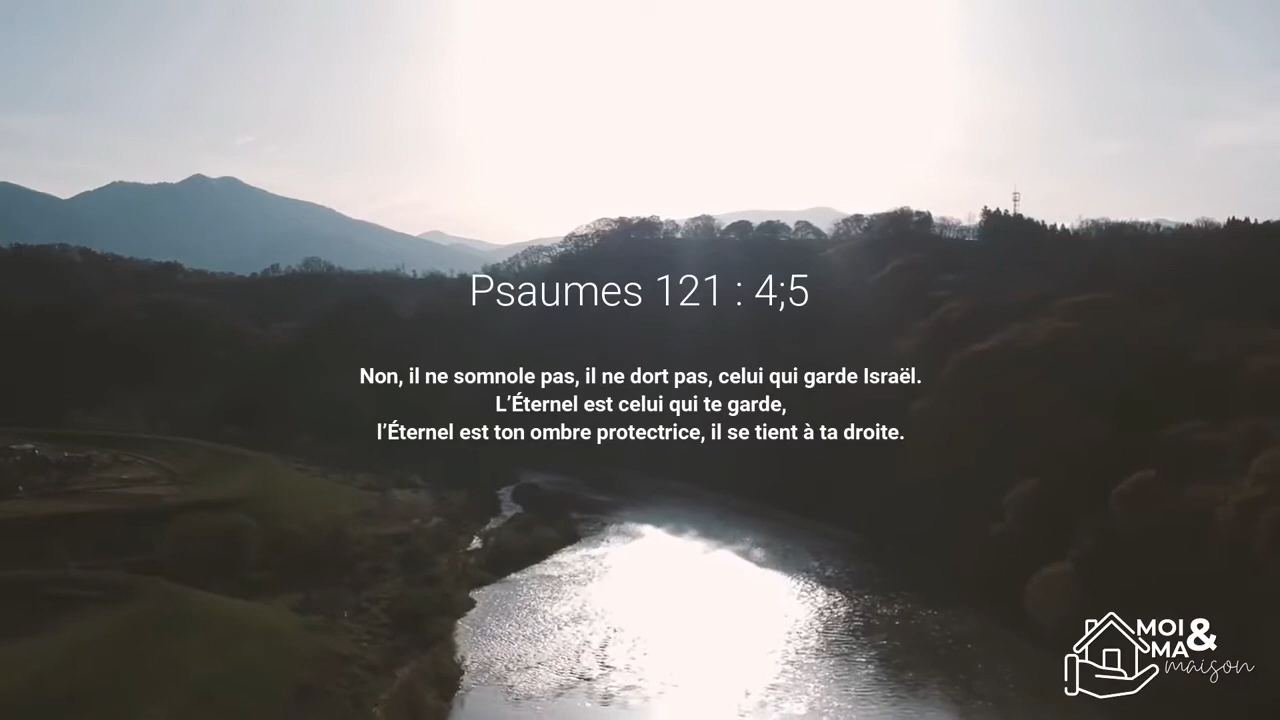 Psaumes 121 : 4;5
Non, il ne somnole pas, il ne dort pas, celui qui garde Israël.
L’Éternel est celui qui te garde,
l’Éternel est ton ombre protectrice, il se tient à ta droite.
MOI &
MA
maison